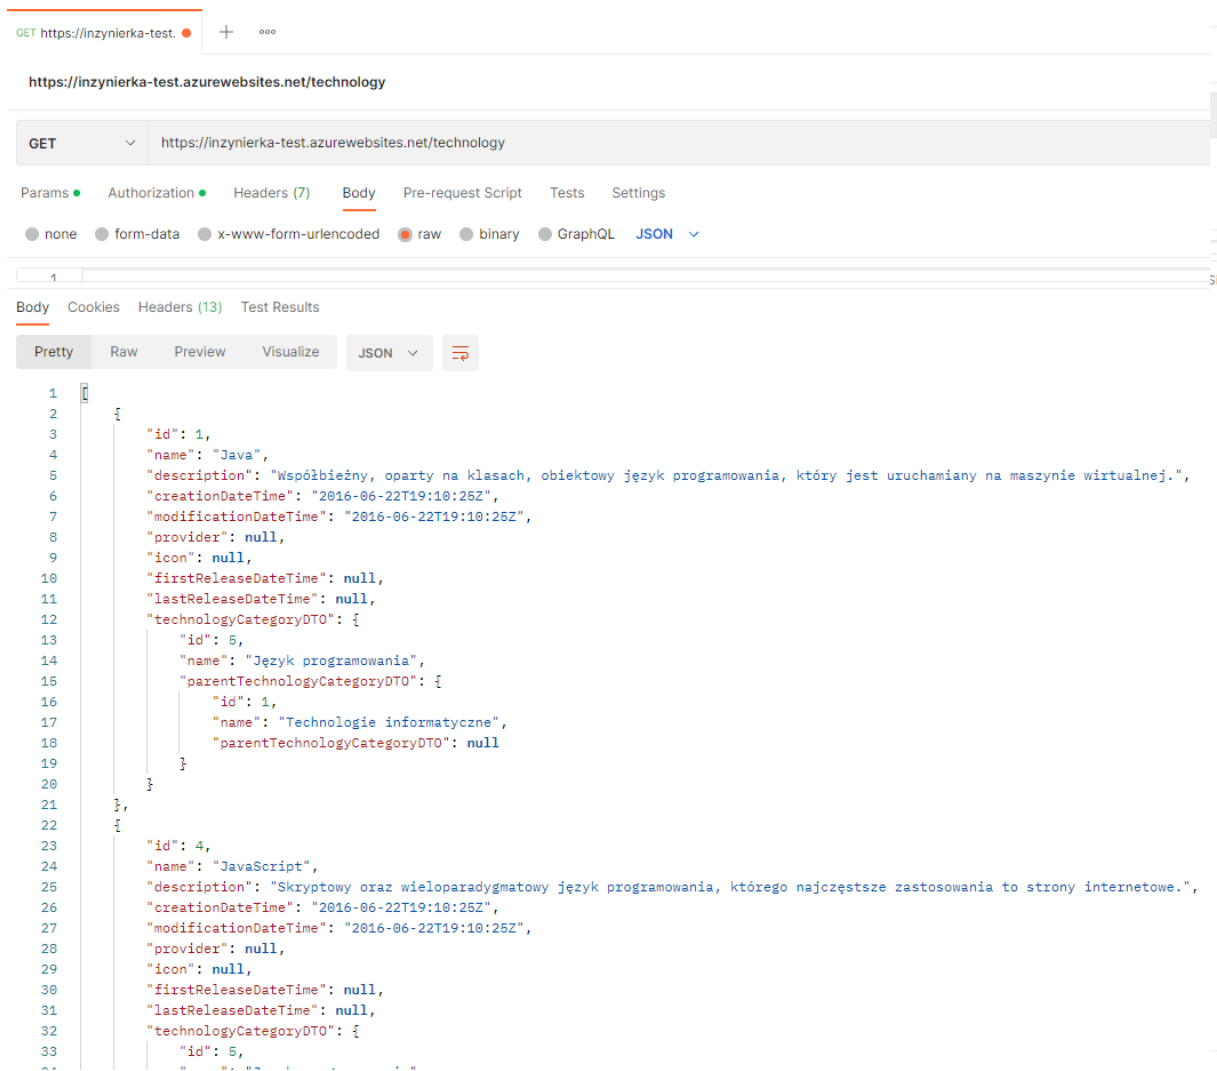 GET https://inzynierka-test.
https://inzynierka-test.azurewebsites.net/technology
GET https://inzynierka-test.azurewebsites.net/technology
Params Authorization Headers (7) Body Pre-request Script Tests Settings
none form-data x-www-form-urlencoded raw binary GraphQL JSON
1
Body Cookies Headers (13) Test Results
Pretty Raw Preview Visualize JSON
1 [
2 {
3 "id": 1,
4 "name": "Java",
5 "description": "Współbieżny, oparty na klasach, obiektowy język programowania, który jest uruchamiany na maszynie wirtualnej.",
6 "creationDateTime": "2016-06-22T19:10:25Z",
7 "modificationDateTime": "2016-06-22T19:10:25Z",
8 "provider": null,
9 "icon": null,
10 "firstReleaseDateTime": null,
11 "lastReleaseDateTime": null,
12 "technologyCategoryDTO": {
13 "id": 5,
14 "name": "Język programowania",
15 "parentTechnologyCategoryDTO": {
16 "id": 1,
17 "name": "Technologie informatyczne",
18 "parentTechnologyCategoryDTO": null
19 }
20 }
21 },
22 {
23 "id": 4,
24 "name": "JavaScript",
25 "description": "Skryptowy oraz wieloparadygmatowy język programowania, którego najczęstsze zastosowania to strony internetowe.",
26 "creationDateTime": "2016-06-22T19:10:25Z",
27 "modificationDateTime": "2016-06-22T19:10:25Z",
28 "provider": null,
29 "icon": null,
30 "firstReleaseDateTime": null,
31 "lastReleaseDateTime": null,
32 "technologyCategoryDTO": {
33 "id": 5,